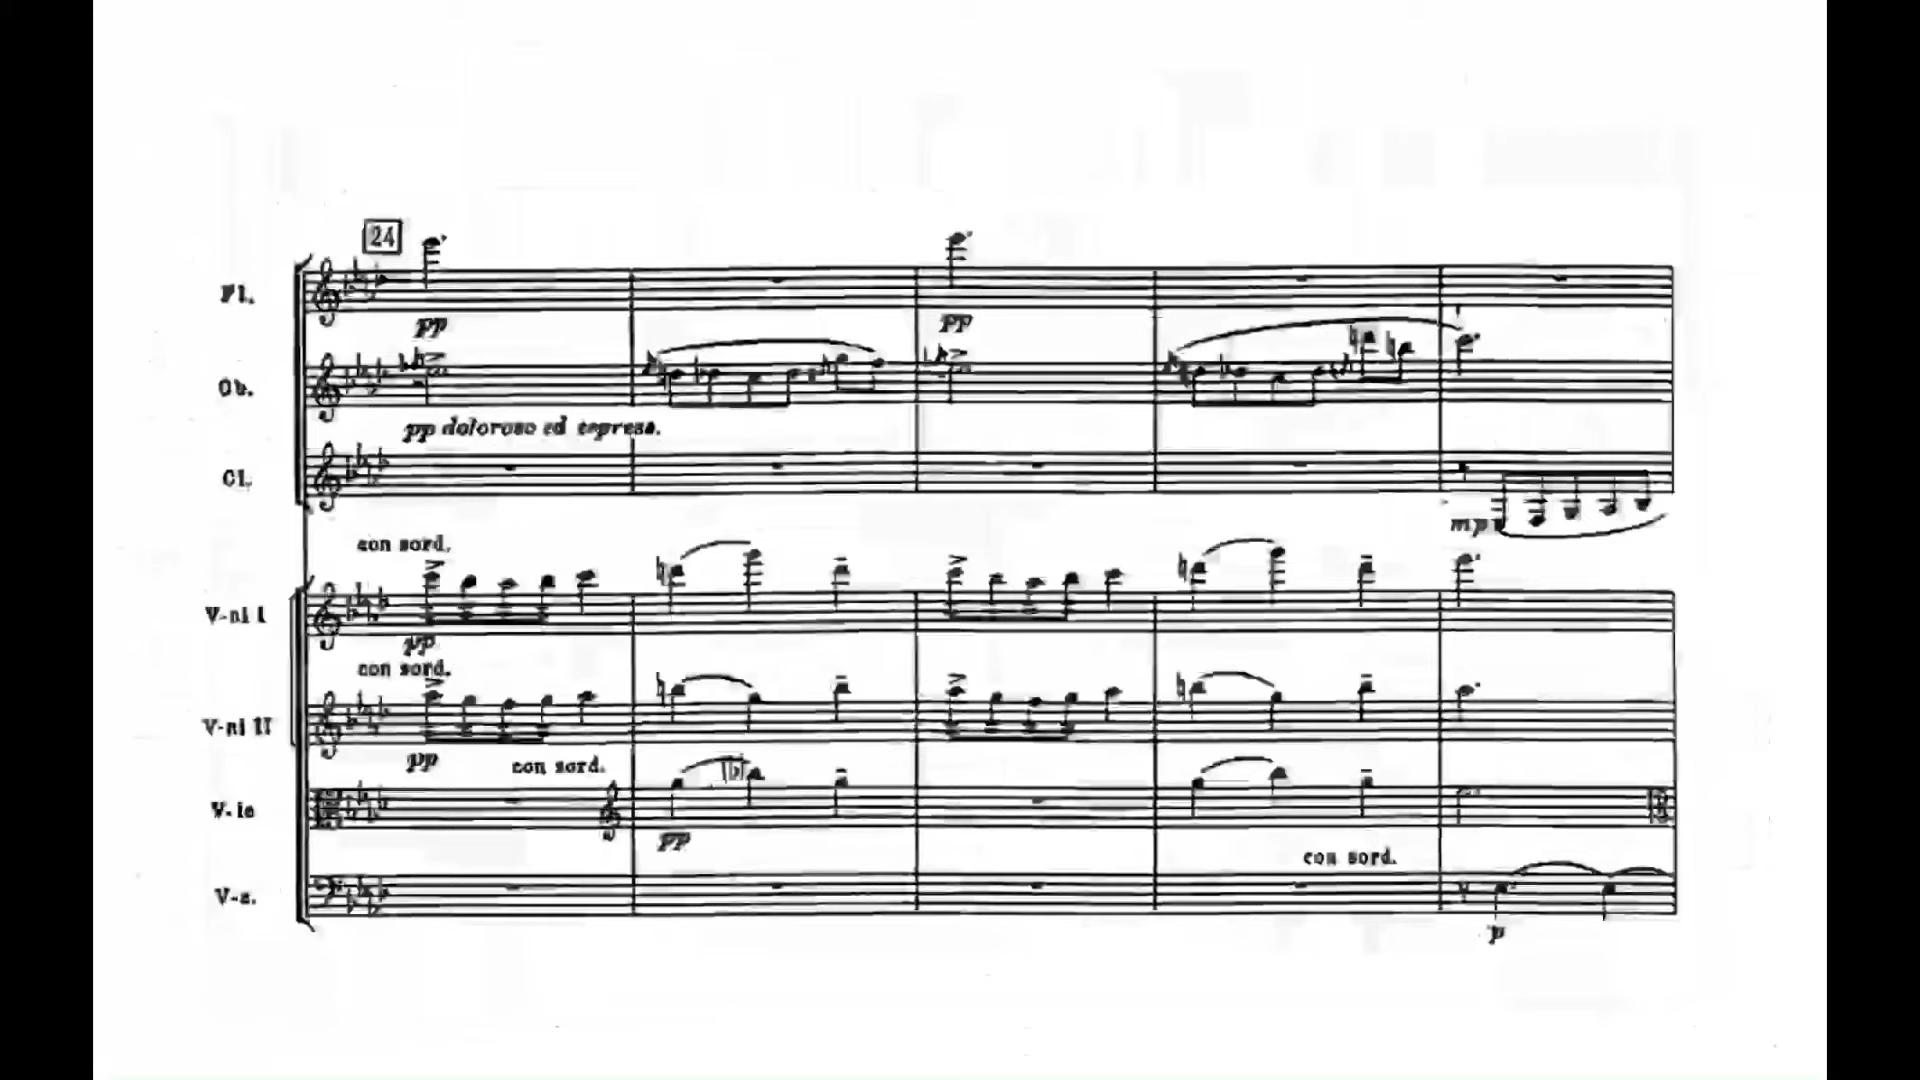 24
Fl.
pp
pp
Ob.
pp doloroso ed espress.
Cl.
mp
con sord.
V-ni I
pp
con sord.
V-ni II
pp
con sord.
V-le
pp
con sord.
V-c.
p